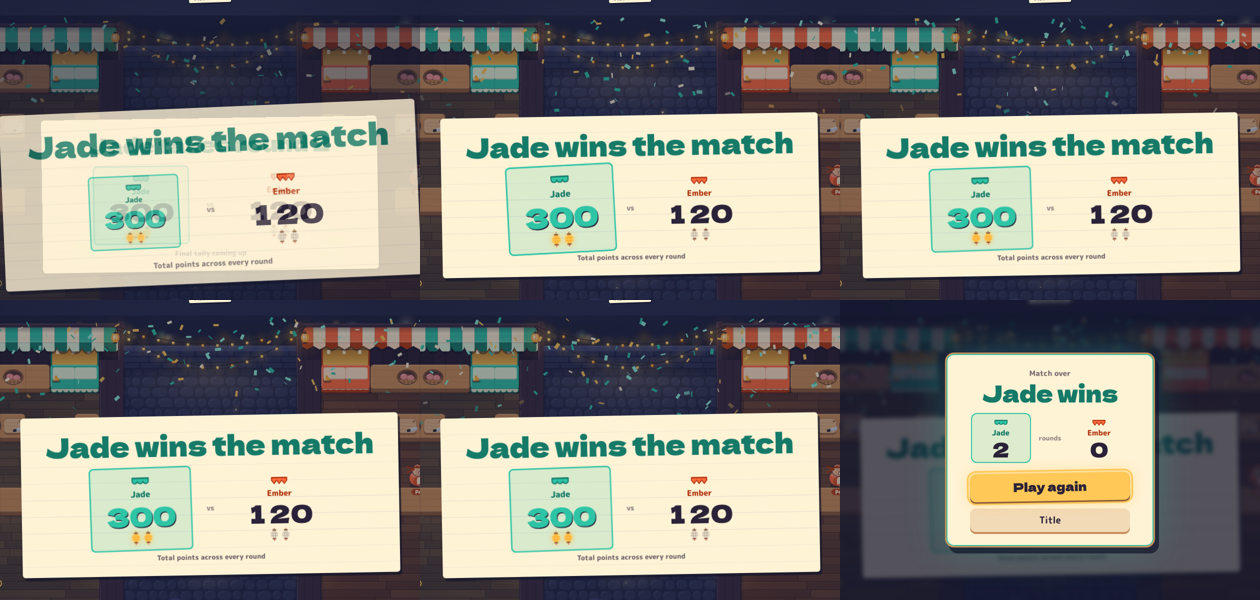 Jade wins the match
Jade
Ember
300
vs
120
Final tally coming up
Total points across every round
Jade wins the match
Jade
Ember
300
vs
120
Total points across every round
Jade wins the match
Jade
Ember
300
vs
120
Total points across every round
Jade wins the match
Jade
Ember
300
vs
120
Total points across every round
Jade wins the match
Jade
Ember
300
vs
120
Total points across every round
Match over
Jade wins
Jade
rounds
Ember
2
0
Play again
Title